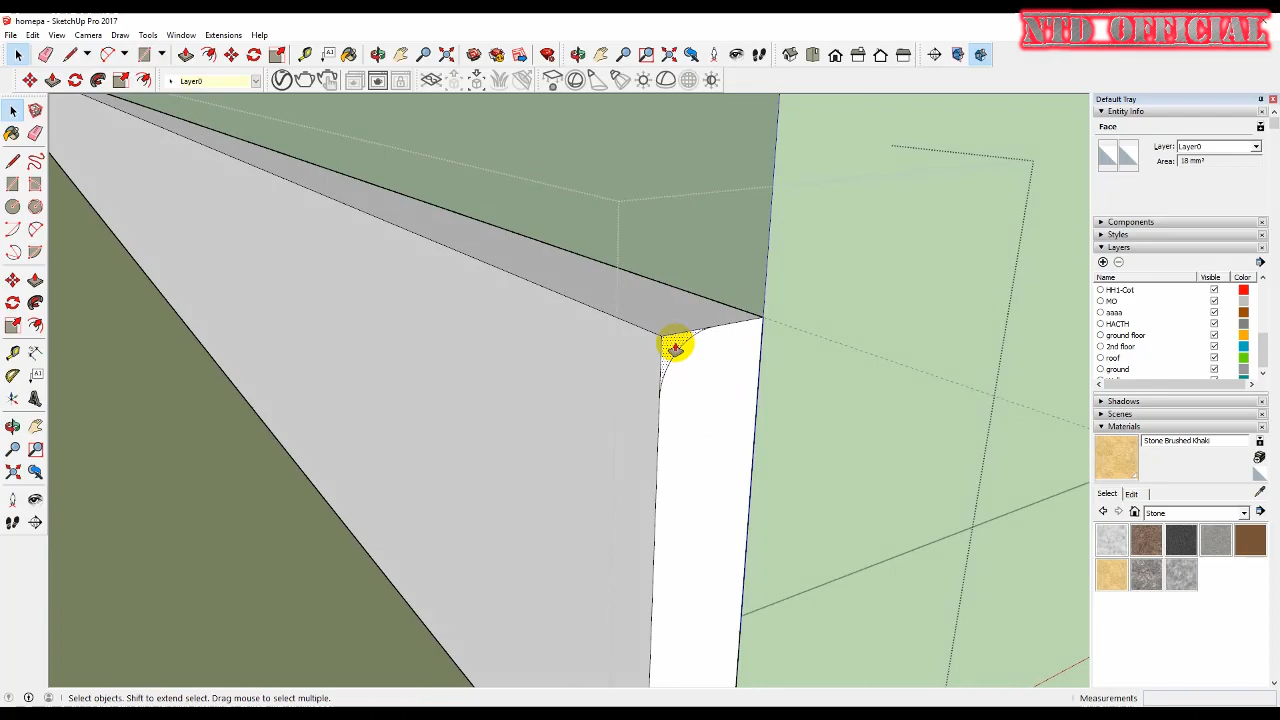 homepa - SketchUp Pro 2017
NTD_OFFICIAL
File Edit View Camera Draw Tools Window Extensions Help
Layer0
Default Tray
Entity Info
Face
Layer: Layer0
Area: 18 mm²
Components
Styles
Layers
Name Visible Color
HH1-Cot
MO
aaaa
HACTH
ground floor
2nd floor
roof
ground
Shadows
Scenes
Materials
Stone Brushed Khaki
Select Edit
Stone
Select objects. Shift to extend select. Drag mouse to select multiple.
Measurements